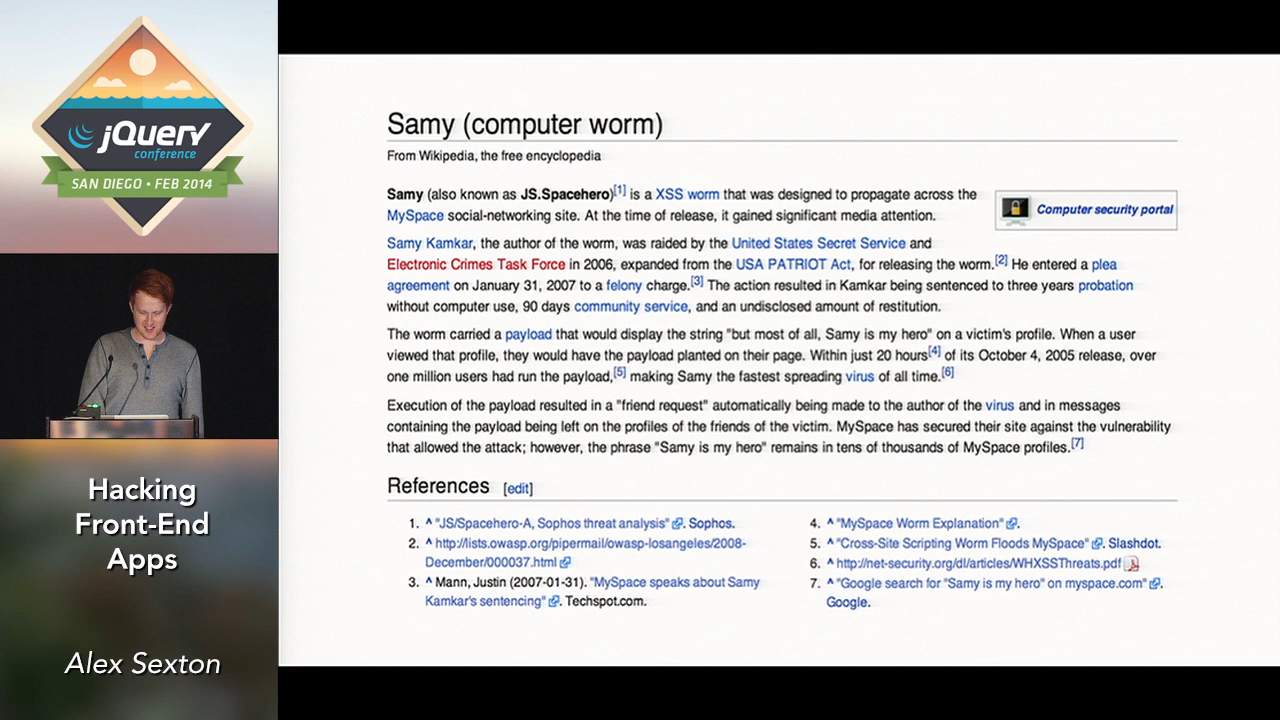 jQuery
conference
SAN DIEGO • FEB 2014
Hacking
Front-End
Apps
Alex Sexton
Samy (computer worm)
From Wikipedia, the free encyclopedia
Samy (also known as JS.Spacehero)[1] is a XSS worm that was designed to propagate across the
MySpace social-networking site. At the time of release, it gained significant media attention.
Computer security portal
Samy Kamkar, the author of the worm, was raided by the United States Secret Service and
Electronic Crimes Task Force in 2006, expanded from the USA PATRIOT Act, for releasing the worm.[2] He entered a plea
agreement on January 31, 2007 to a felony charge.[3] The action resulted in Kamkar being sentenced to three years probation
without computer use, 90 days community service, and an undisclosed amount of restitution.
The worm carried a payload that would display the string "but most of all, Samy is my hero" on a victim's profile. When a user
viewed that profile, they would have the payload planted on their page. Within just 20 hours[4] of its October 4, 2005 release, over
one million users had run the payload,[5] making Samy the fastest spreading virus of all time.[6]
Execution of the payload resulted in a "friend request" automatically being made to the author of the virus and in messages
containing the payload being left on the profiles of the friends of the victim. MySpace has secured their site against the vulnerability
that allowed the attack; however, the phrase "Samy is my hero" remains in tens of thousands of MySpace profiles.[7]
References [edit]
1. ^ "JS/Spacehero-A, Sophos threat analysis". Sophos.
2. ^ http://lists.owasp.org/pipermail/owasp-losangeles/2008-
December/000037.html
3. ^ Mann, Justin (2007-01-31). "MySpace speaks about Samy
Kamkar's sentencing". Techspot.com.
4. ^ "MySpace Worm Explanation".
5. ^ "Cross-Site Scripting Worm Floods MySpace". Slashdot.
6. ^ http://net-security.org/dl/articles/WHXSSThreats.pdf
7. ^ "Google search for "Samy is my hero" on myspace.com".
Google.